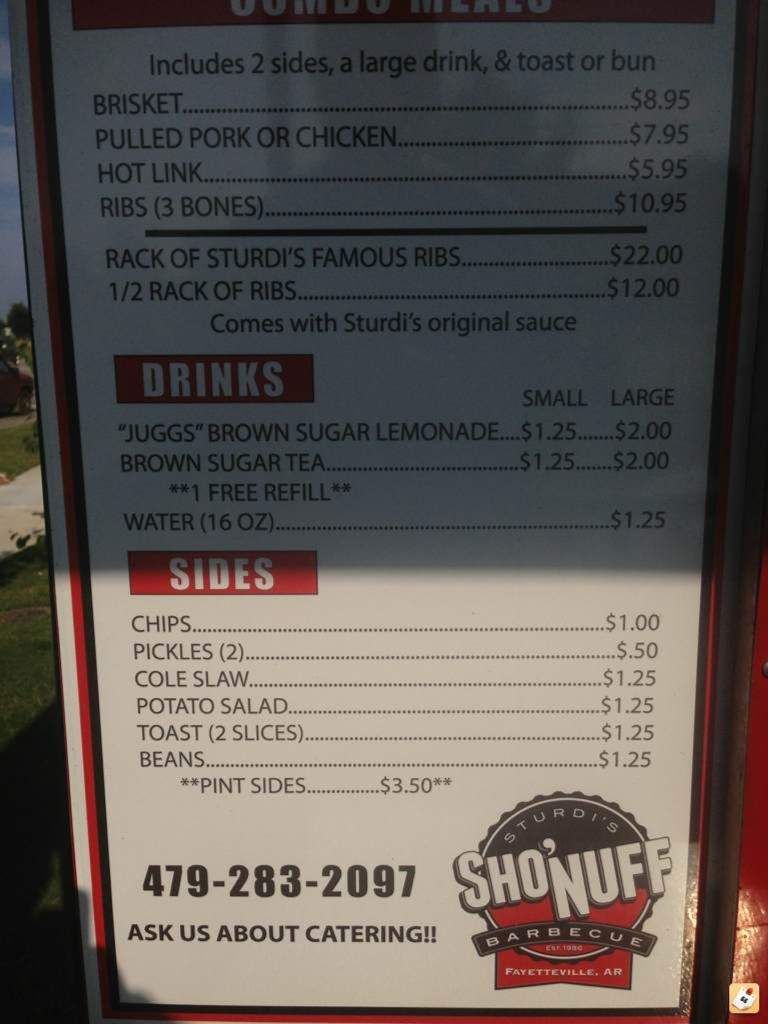 COMBO MEALS
Includes 2 sides, a large drink, & toast or bun
BRISKET..........$8.95
PULLED PORK OR CHICKEN..........$7.95
HOT LINK..........$5.95
RIBS (3 BONES)..........$10.95
RACK OF STURDI'S FAMOUS RIBS..........$22.00
1/2 RACK OF RIBS..........$12.00
Comes with Sturdi's original sauce
DRINKS
SMALL LARGE
"JUGGS" BROWN SUGAR LEMONADE....$1.25.......$2.00
BROWN SUGAR TEA..........$1.25.......$2.00
**1 FREE REFILL**
WATER (16 OZ)..........$1.25
SIDES
CHIPS..........$1.00
PICKLES (2)..........$.50
COLE SLAW..........$1.25
POTATO SALAD..........$1.25
TOAST (2 SLICES)..........$1.25
BEANS..........$1.25
**PINT SIDES..............$3.50**
479-283-2097
ASK US ABOUT CATERING!!
STURDI'S
SHO'NUFF
BARBECUE
EST. 1986
FAYETTEVILLE, AR